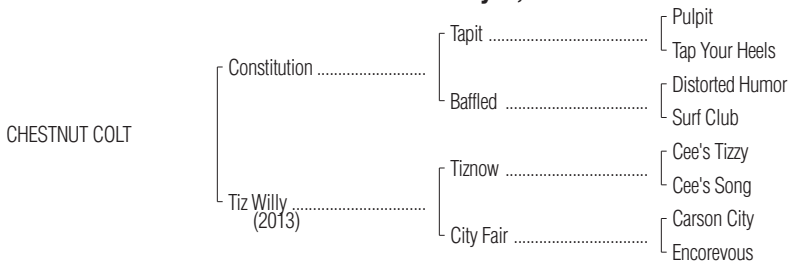 Pulpit
Tapit ..........................................
Tap Your Heels
Constitution ............................
Distorted Humor
Baffled ......................................
Surf Club
CHESTNUT COLT
Cee's Tizzy
Tiznow ......................................
Cee's Song
Tiz Willy ...................................
(2013)
Carson City
City Fair ....................................
Encorevous